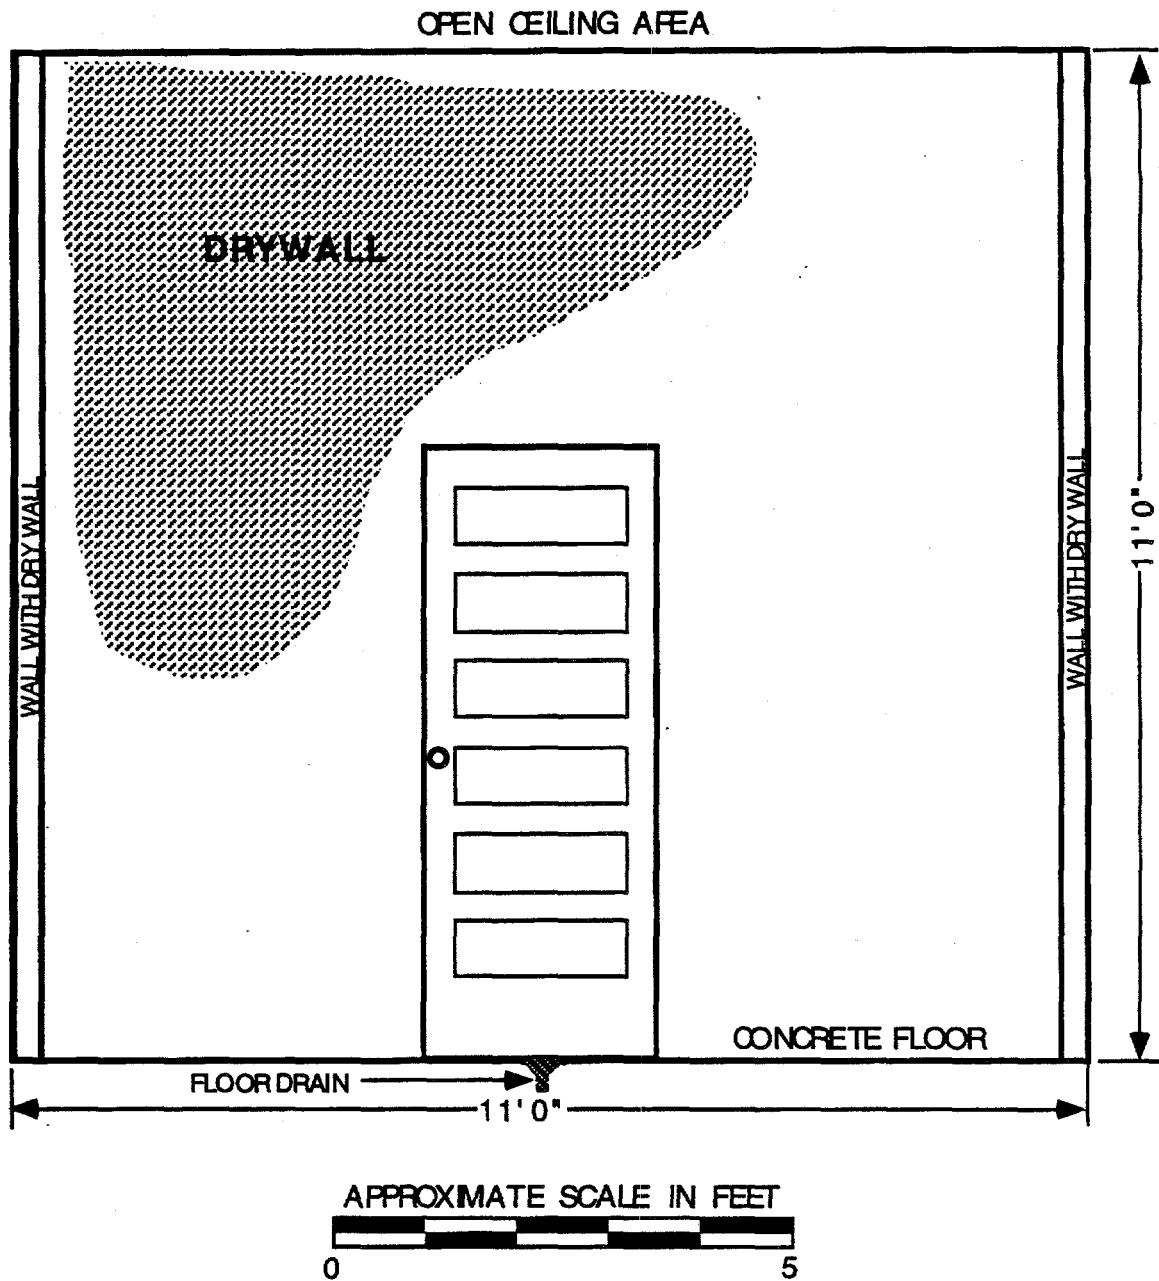 OPEN CEILING AREA
DRYWALL
WALL WITH DRY WALL
WALL WITH DRY WALL
11' 0"
CONCRETE FLOOR
FLOOR DRAIN
11' 0"
APPROXIMATE SCALE IN FEET
0 5